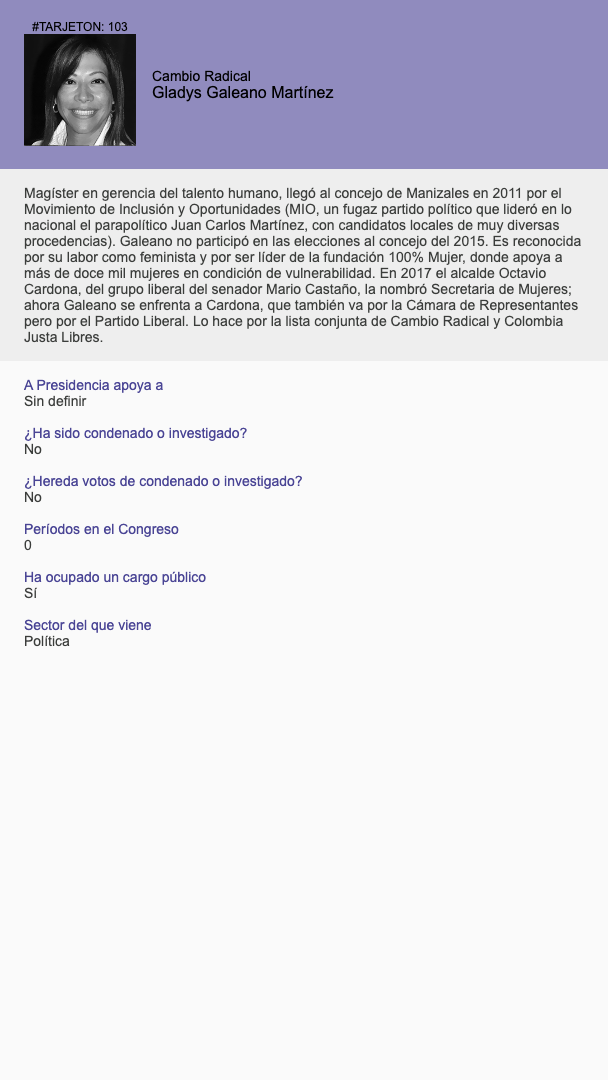 #TARJETON: 103
Cambio Radical
Gladys Galeano Martínez
Magíster en gerencia del talento humano, llegó al concejo de Manizales en 2011 por el
Movimiento de Inclusión y Oportunidades (MIO, un fugaz partido político que lideró en lo
nacional el parapolítico Juan Carlos Martínez, con candidatos locales de muy diversas
procedencias). Galeano no participó en las elecciones al concejo del 2015. Es reconocida
por su labor como feminista y por ser líder de la fundación 100% Mujer, donde apoya a
más de doce mil mujeres en condición de vulnerabilidad. En 2017 el alcalde Octavio
Cardona, del grupo liberal del senador Mario Castaño, la nombró Secretaria de Mujeres;
ahora Galeano se enfrenta a Cardona, que también va por la Cámara de Representantes
pero por el Partido Liberal. Lo hace por la lista conjunta de Cambio Radical y Colombia
Justa Libres.
A Presidencia apoya a
Sin definir
¿Ha sido condenado o investigado?
No
¿Hereda votos de condenado o investigado?
No
Períodos en el Congreso
0
Ha ocupado un cargo público
Sí
Sector del que viene
Política